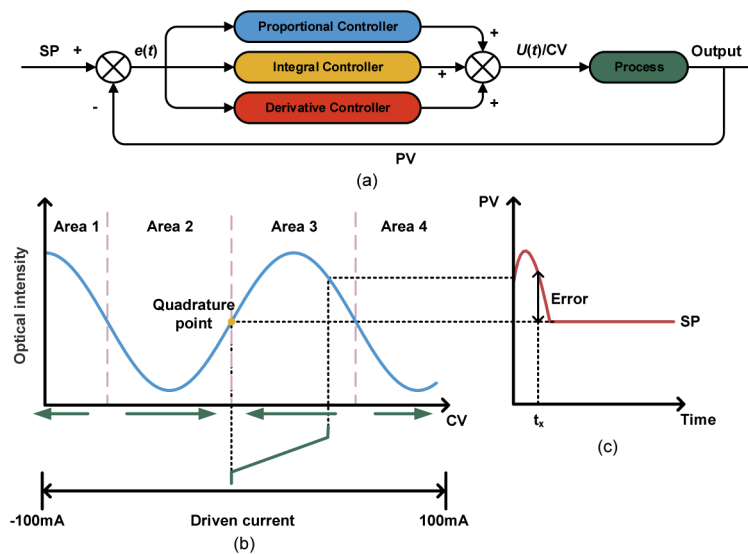 Proportional Controller
SP + e(t) + U(t)/CV Output
Integral Controller + Process
- Derivative Controller +
PV
(a)
PV
Area 1 Area 2 Area 3 Area 4
Optical intensity
Quadrature
point
Error
SP
CV
t_x Time
(c)
-100mA Driven current 100mA
(b)